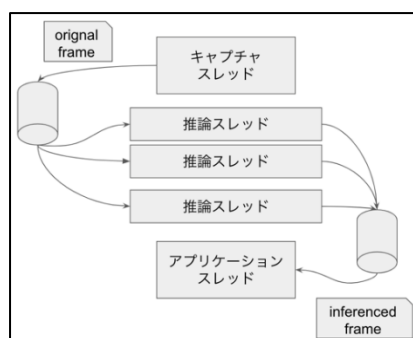 orignal
frame
キャプチャ
スレッド
推論スレッド
推論スレッド
推論スレッド
アプリケーション
スレッド
inferenced
frame